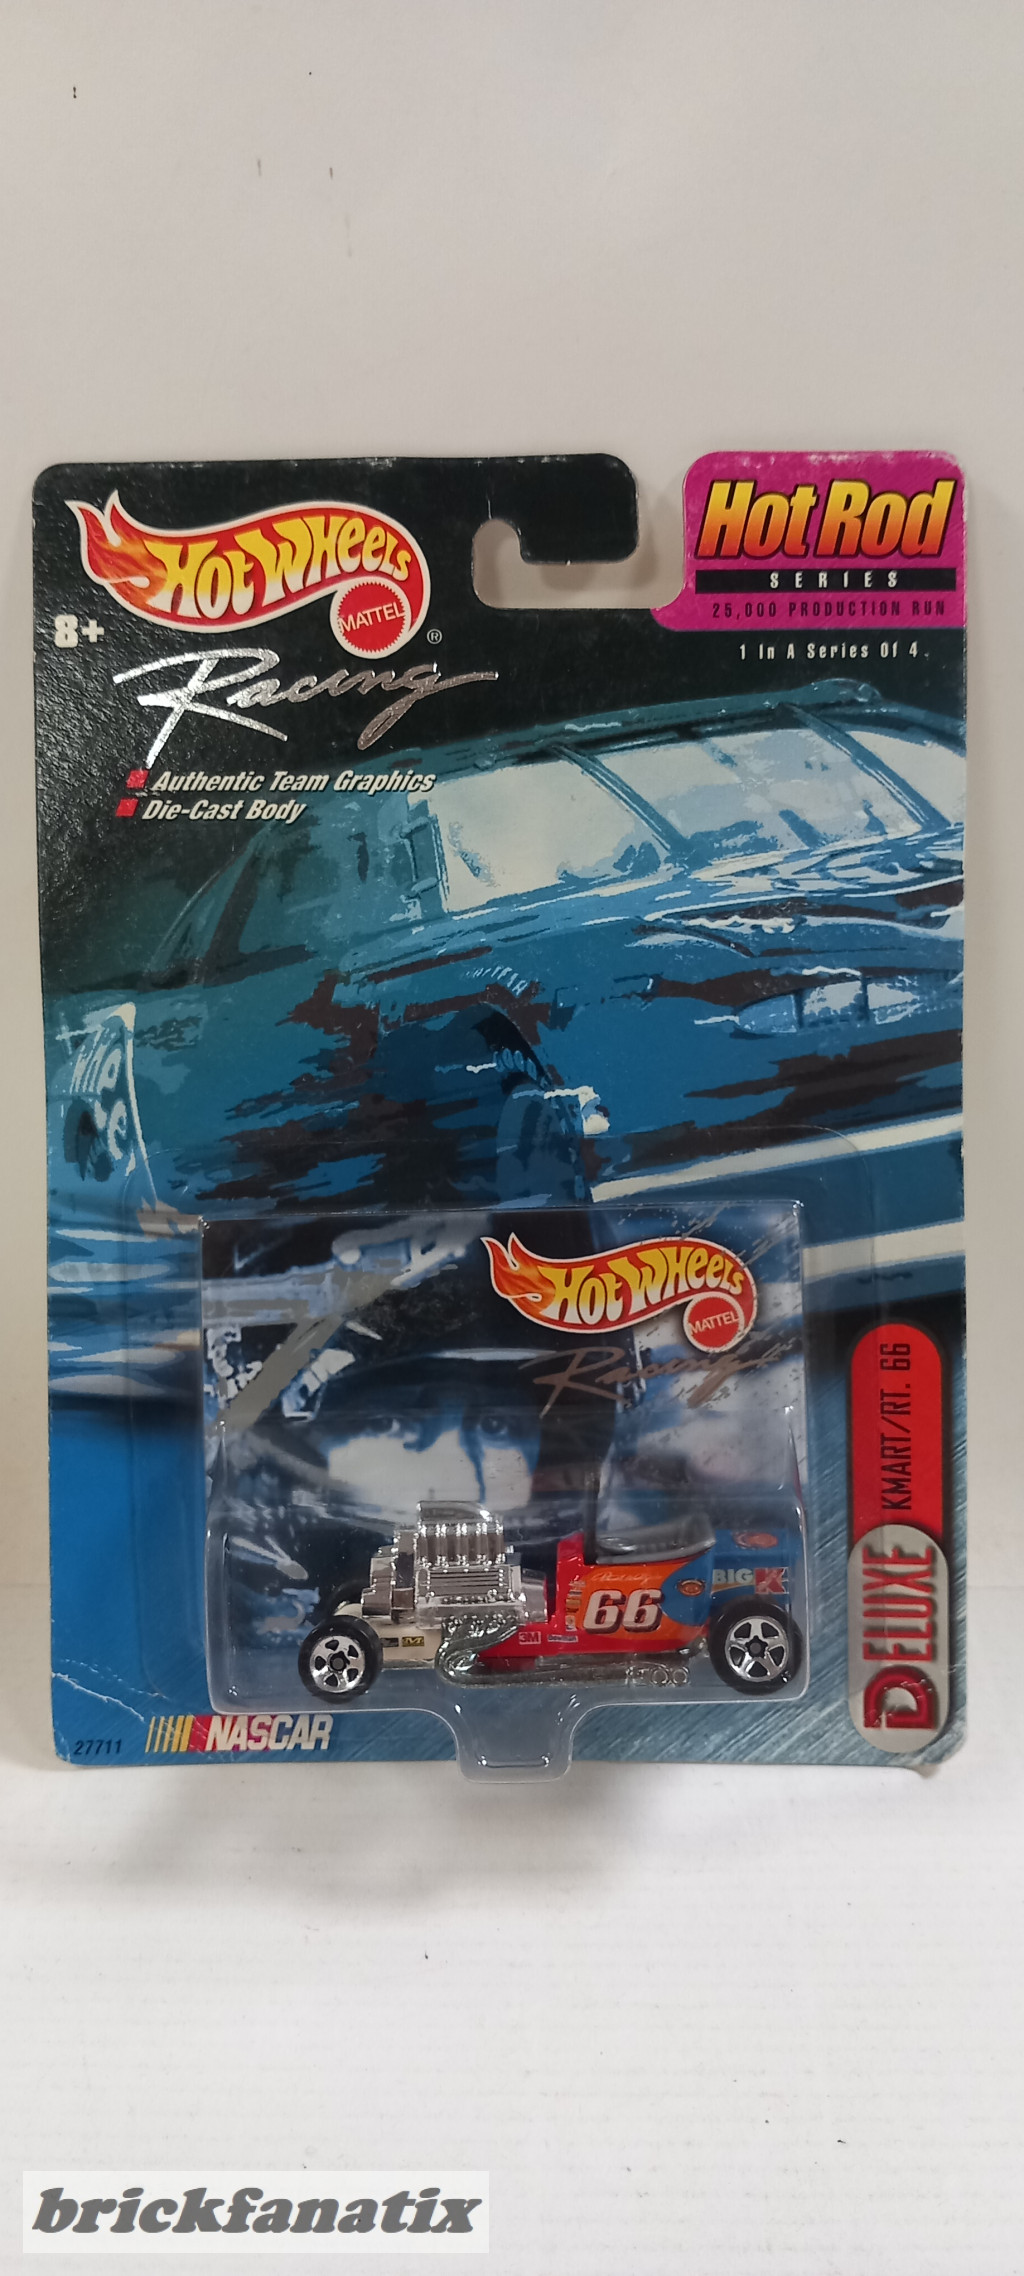 Hot Wheels
MATTEL
®
8+
Racing
Authentic Team Graphics
Die-Cast Body
Hot Rod
SERIES
25,000 PRODUCTION RUN
1 In A Series Of 4.
Hot Wheels
MATTEL
Racing
KMART/RT. 66
DELUXE
66
BIG K
3M
27711
NASCAR
brickfanatix